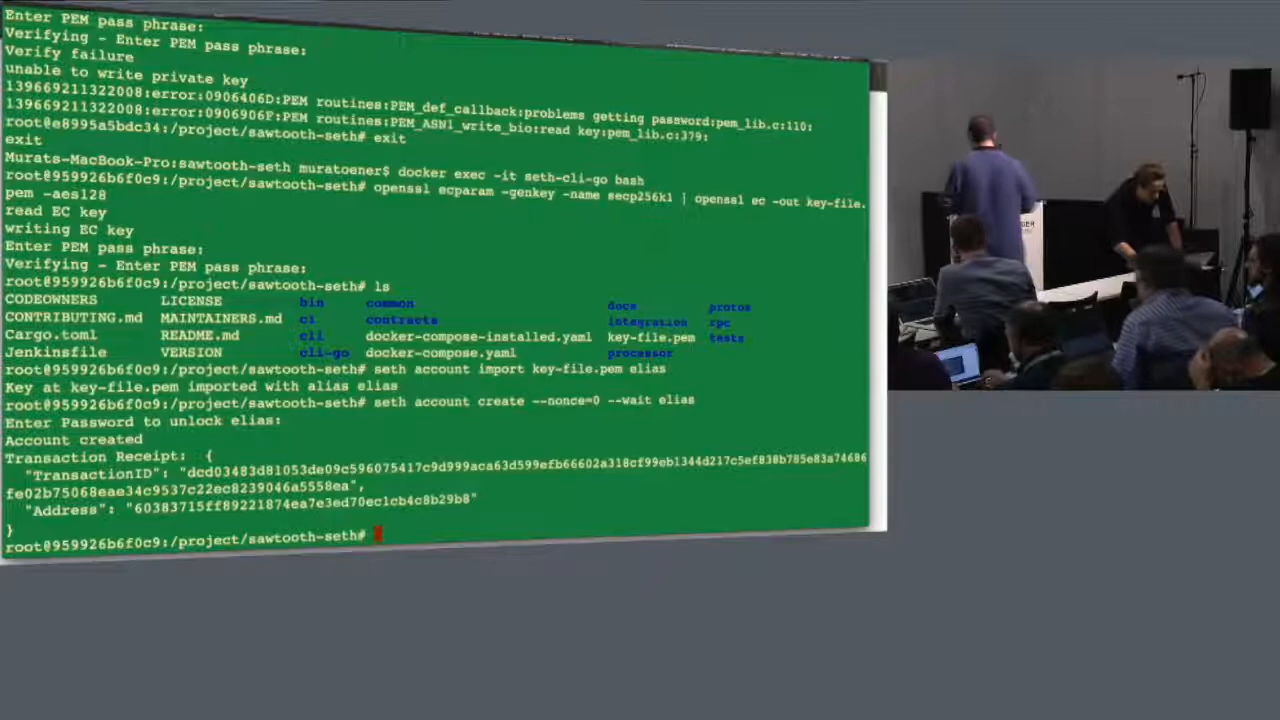 Enter PEM pass phrase:
Verifying - Enter PEM pass phrase:
Verify failure
unable to write private key
139669211322008:error:0906406D:PEM routines:PEM_def_callback:problems getting password:pem_lib.c:110:
139669211322008:error:0906906F:PEM routines:PEM_ASN1_write_bio:read key:pem_lib.c:379:
root@e8995a5bdc34:/project/sawtooth-seth# exit
exit
Murats-MacBook-Pro:sawtooth-seth muratoener$ docker exec -it seth-cli-go bash
root@959926b6f0c9:/project/sawtooth-seth# openssl ecparam -genkey -name secp256k1 | openssl ec -out key-file.
pem -aes128
read EC key
writing EC key
Enter PEM pass phrase:
Verifying - Enter PEM pass phrase:
root@959926b6f0c9:/project/sawtooth-seth# ls
CODEOWNERS LICENSE bin common docs protos
CONTRIBUTING.md MAINTAINERS.md ci contracts integration rpc
Cargo.toml README.md cli docker-compose-installed.yaml key-file.pem tests
Jenkinsfile VERSION cli-go docker-compose.yaml processor
root@959926b6f0c9:/project/sawtooth-seth# seth account import key-file.pem elias
Key at key-file.pem imported with alias elias
root@959926b6f0c9:/project/sawtooth-seth# seth account create --nonce=0 --wait elias
Enter Password to unlock elias:
Account created
Transaction Receipt: {
"TransactionID": "dcd03483d81053de09c596075417c9d999aca63d599efb66602a318cf99eb1344d217c5ef838b785e83a74686
fe02b75068eae34c9537c22ec8239046a5558ea",
"Address": "60383715ff89221874ea7e3ed70ec1cb4c8b29b8"
}
root@959926b6f0c9:/project/sawtooth-seth#